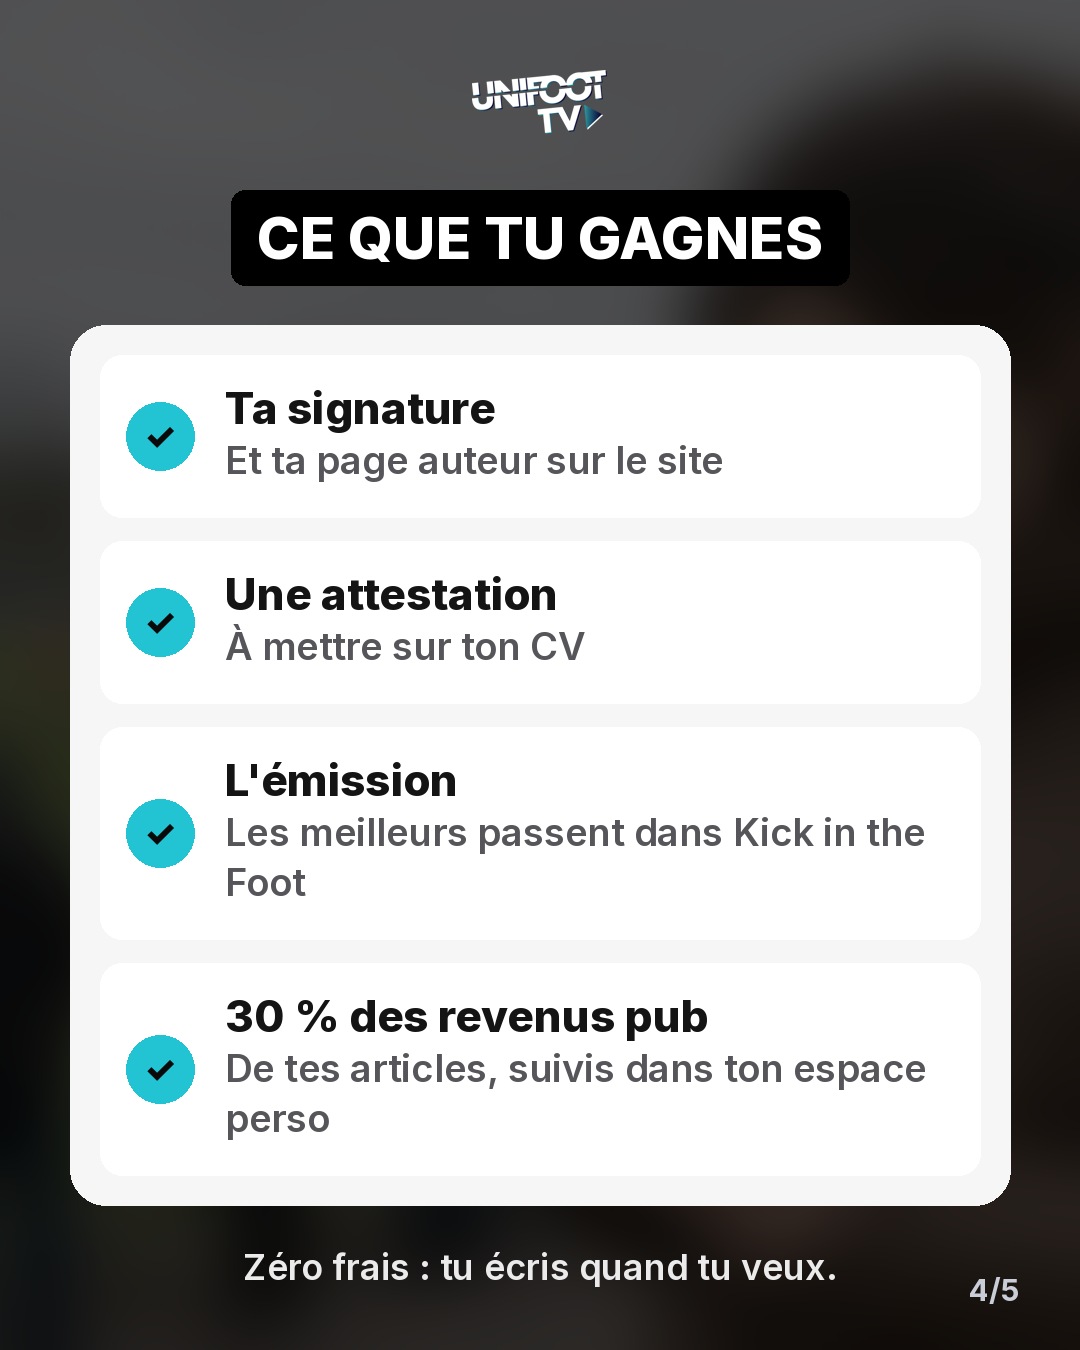 UNIFOOT
TV
CE QUE TU GAGNES
Ta signature
Et ta page auteur sur le site
Une attestation
À mettre sur ton CV
L'émission
Les meilleurs passent dans Kick in the
Foot
30 % des revenus pub
De tes articles, suivis dans ton espace
perso
Zéro frais : tu écris quand tu veux.
4/5